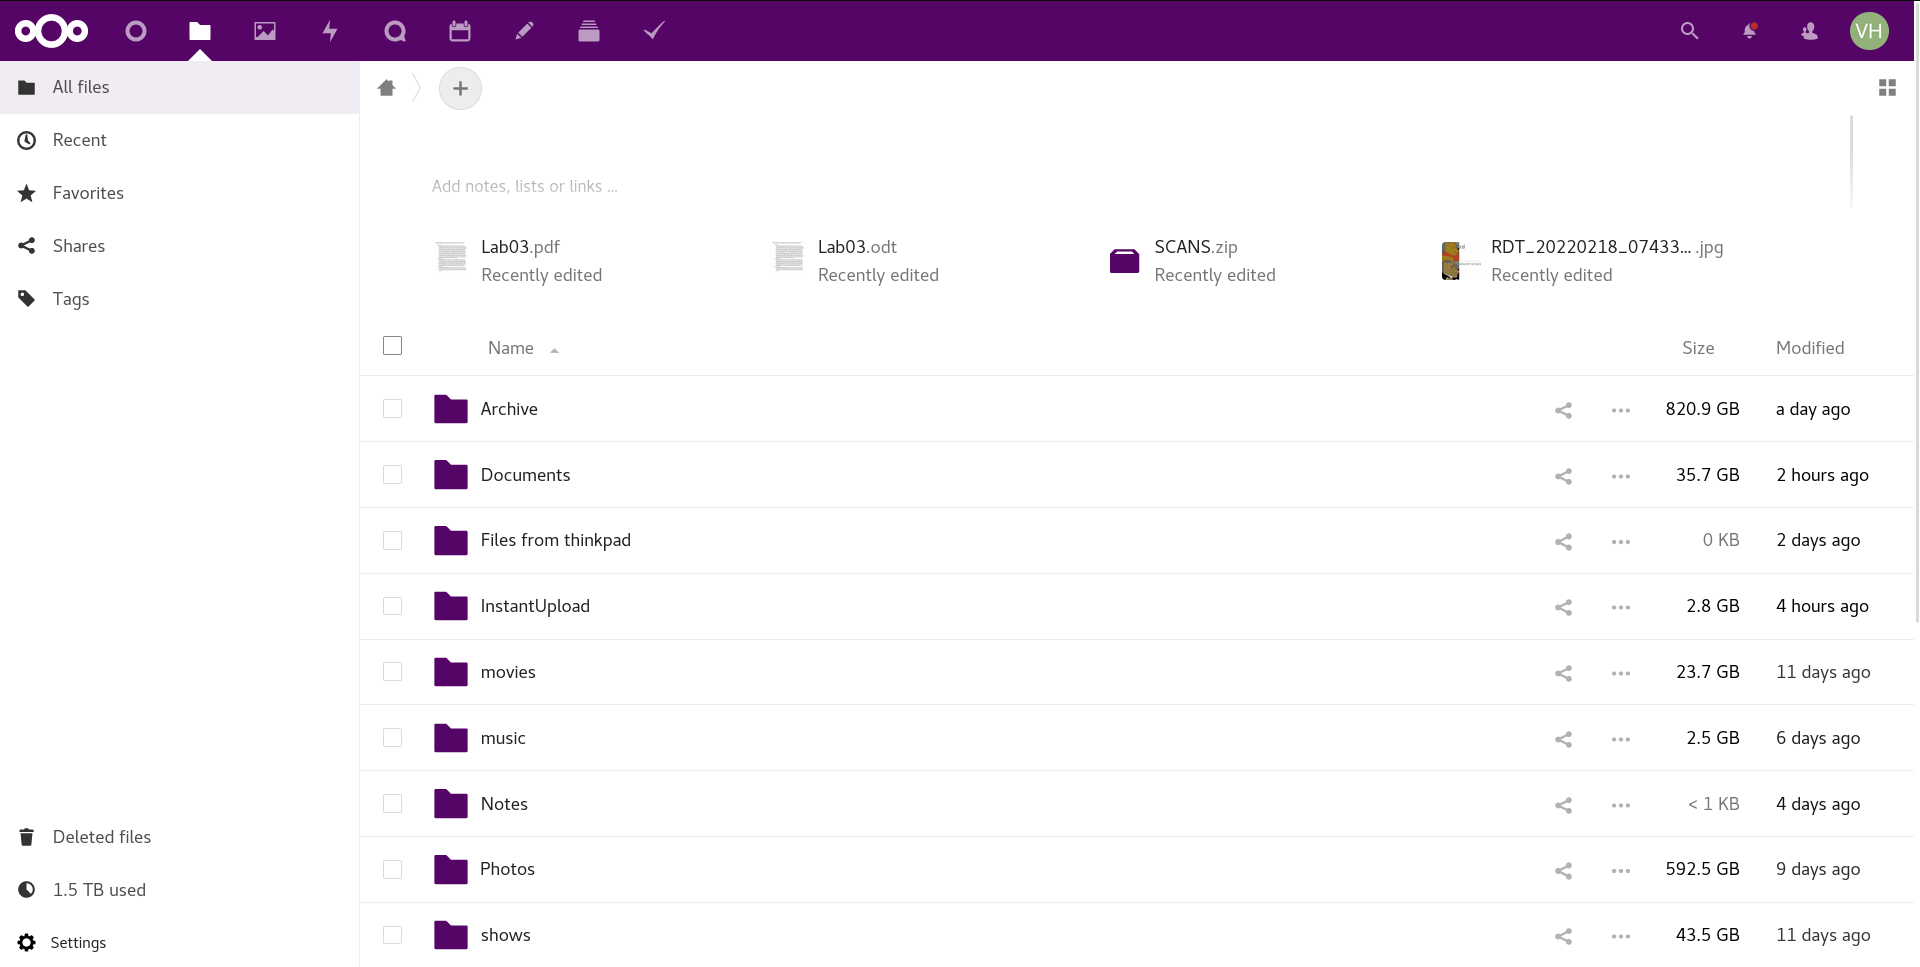 VH
All files
Recent
Favorites
Shares
Tags
Deleted files
1.5 TB used
Settings
Add notes, lists or links ...
Lab03.pdf
Recently edited
Lab03.odt
Recently edited
SCANS.zip
Recently edited
RDT_20220218_07433... .jpg
Recently edited
Name Size Modified
Archive 820.9 GB a day ago
Documents 35.7 GB 2 hours ago
Files from thinkpad 0 KB 2 days ago
InstantUpload 2.8 GB 4 hours ago
movies 23.7 GB 11 days ago
music 2.5 GB 6 days ago
Notes < 1 KB 4 days ago
Photos 592.5 GB 9 days ago
shows 43.5 GB 11 days ago